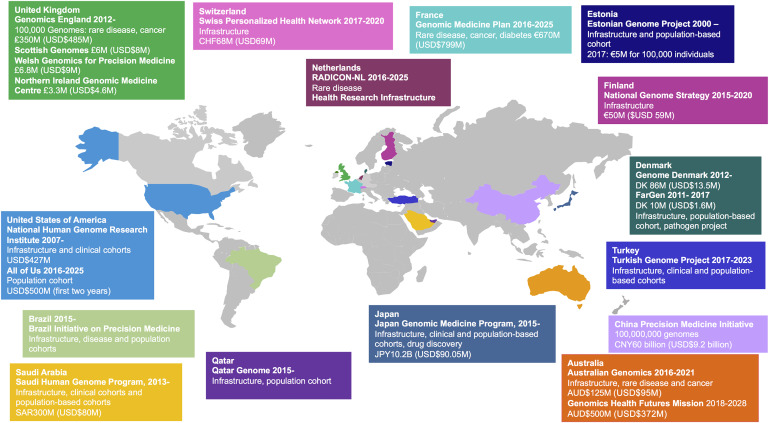 United Kingdom
Genomics England 2012-
100,000 Genomes: rare disease, cancer
£350M (USD$485M)
Scottish Genomes £6M (USD$8M)
Welsh Genomics for Precision Medicine
£6.8M (USD$9M)
Northern Ireland Genomic Medicine
Centre £3.3M (USD$4.6M)
Switzerland
Swiss Personalized Health Network 2017-2020
Infrastructure
CHF68M (USD69M)
France
Genomic Medicine Plan 2016-2025
Rare disease, cancer, diabetes €670M
(USD$799M)
Estonia
Estonian Genome Project 2000 –
Infrastructure and population-based
cohort
2017: €5M for 100,000 individuals
Netherlands
RADICON-NL 2016-2025
Rare disease
Health Research Infrastructure
Finland
National Genome Strategy 2015-2020
Infrastructure
€50M ($USD 59M)
Denmark
Genome Denmark 2012-
DK 86M (USD$13.5M)
FarGen 2011- 2017
DK 10M (USD$1.6M)
Infrastructure, population-based
cohort, pathogen project
United States of America
National Human Genome Research
Institute 2007-
Infrastructure and clinical cohorts
USD$427M
All of Us 2016-2025
Population cohort
USD$500M (first two years)
Turkey
Turkish Genome Project 2017-2023
Infrastructure, clinical and population-
based cohorts
Brazil 2015-
Brazil Initiative on Precision Medicine
Infrastructure, disease and population
cohorts
Japan
Japan Genomic Medicine Program, 2015-
Infrastructure, clinical and population-based
cohorts, drug discovery
JPY10.2B (USD$90.05M)
China Precision Medicine Initiative
100,000,000 genomes
CNY60 billion (USD$9.2 billion)
Saudi Arabia
Saudi Human Genome Program, 2013-
Infrastructure, clinical cohorts and
population-based cohorts
SAR300M (USD$80M)
Qatar
Qatar Genome 2015-
Infrastructure, population cohort
Australia
Australian Genomics 2016-2021
Infrastructure, rare disease and cancer
AUD$125M (USD$95M)
Genomics Health Futures Mission 2018-2028
AUD$500M (USD$372M)